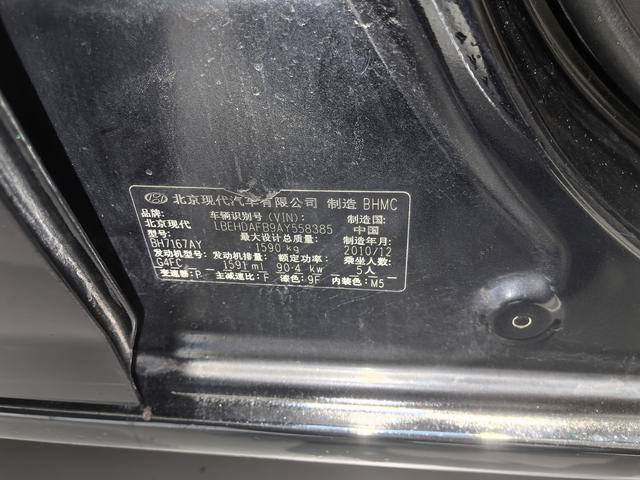 北京现代汽车有限公司 制造 BHMC
品牌: 车辆识别号(VIN): 制造国:
北京现代 LBEHDAFB9AY558385 中国
型号: 最大设计总质量: 制造年月:
BH7167AY 1590 kg 2010/12
发动机型号: 发动机排量: 额定功率: 乘坐人数:
G4FC 1591 ml 90.4 kw 5人
变速器: P 主减速比: F 漆色: 9F 内装色: M5